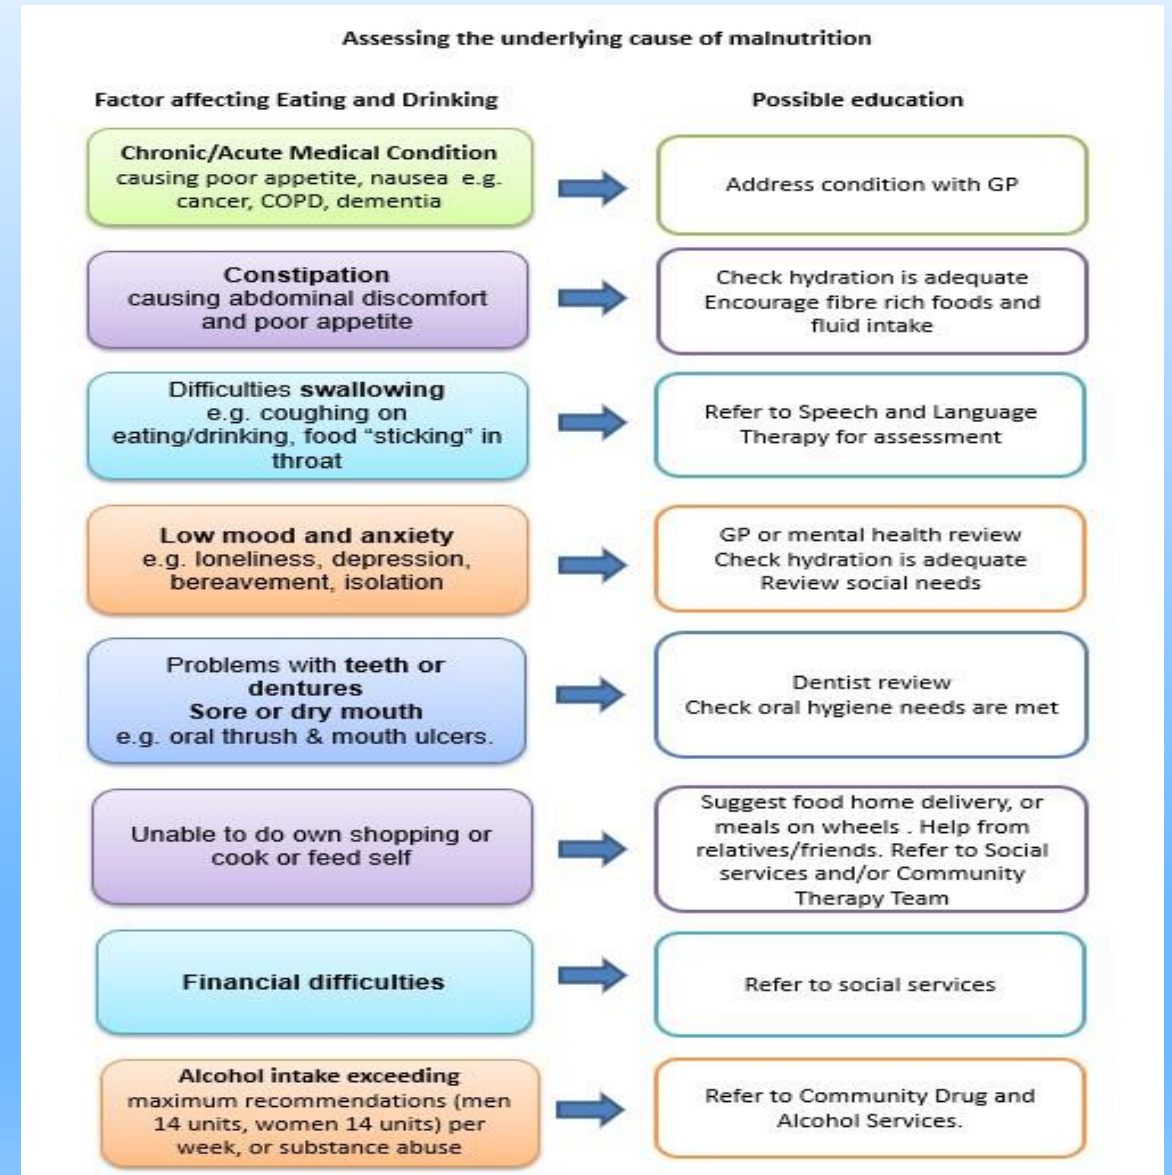 Assessing the underlying cause of malnutrition
Factor affecting Eating and Drinking
Possible education
Chronic/Acute Medical Condition
causing poor appetite, nausea e.g.
cancer, COPD, dementia
Address condition with GP
Constipation
causing abdominal discomfort
and poor appetite
Check hydration is adequate
Encourage fibre rich foods and
fluid intake
Difficulties swallowing
e.g. coughing on
eating/drinking, food “sticking” in
throat
Refer to Speech and Language
Therapy for assessment
Low mood and anxiety
e.g. loneliness, depression,
bereavement, isolation
GP or mental health review
Check hydration is adequate
Review social needs
Problems with teeth or
dentures
Sore or dry mouth
e.g. oral thrush & mouth ulcers.
Dentist review
Check oral hygiene needs are met
Unable to do own shopping or
cook or feed self
Suggest food home delivery, or
meals on wheels . Help from
relatives/friends. Refer to Social
services and/or Community
Therapy Team
Financial difficulties
Refer to social services
Alcohol intake exceeding
maximum recommendations (men
14 units, women 14 units) per
week, or substance abuse
Refer to Community Drug and
Alcohol Services.